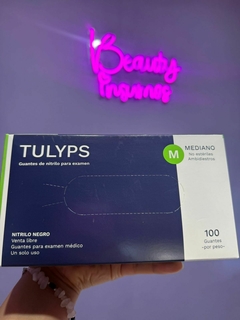 Beauty
TULYPS
Guantes de nitrilo para examen
M
MEDIANO
No estériles
Ambidiestros
NITRILO NEGRO
Venta libre
Guantes para examen médico
Un solo uso
100
Guantes
-por peso-